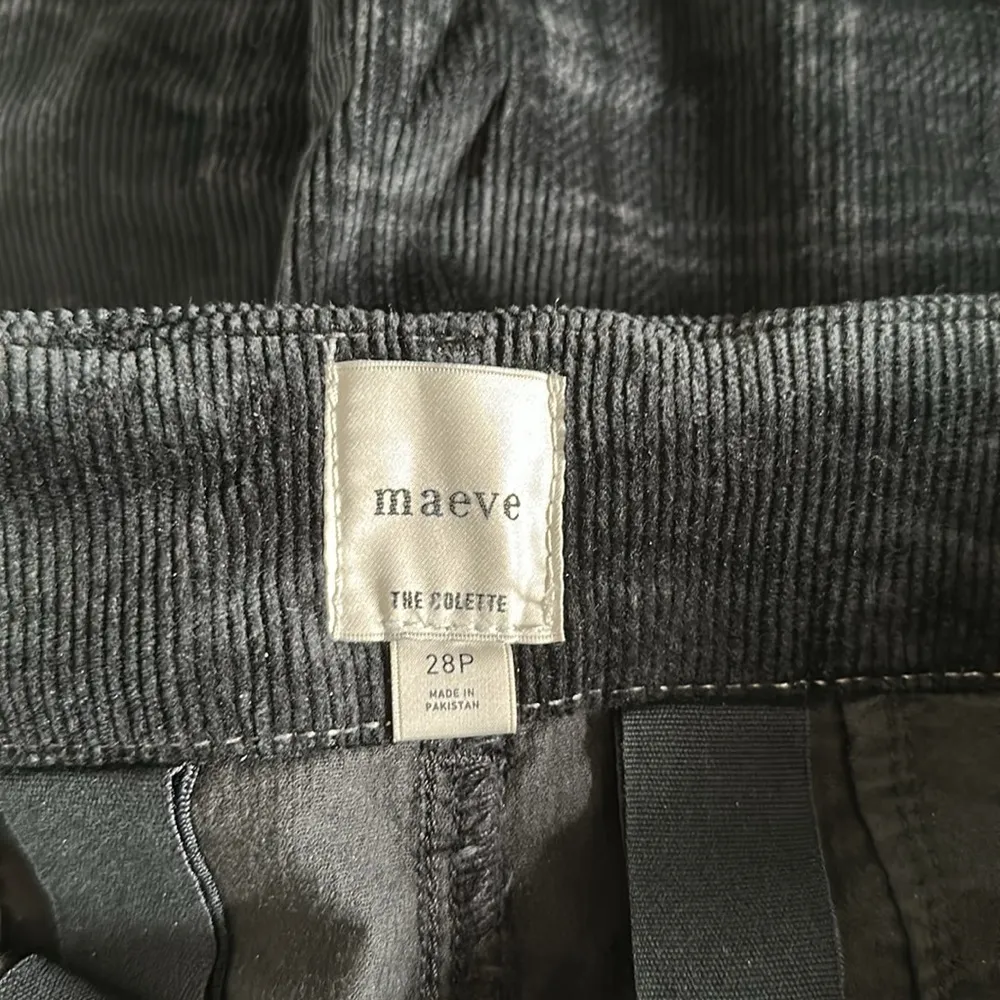 maeve
THE COLETTE
28P
MADE IN
PAKISTAN